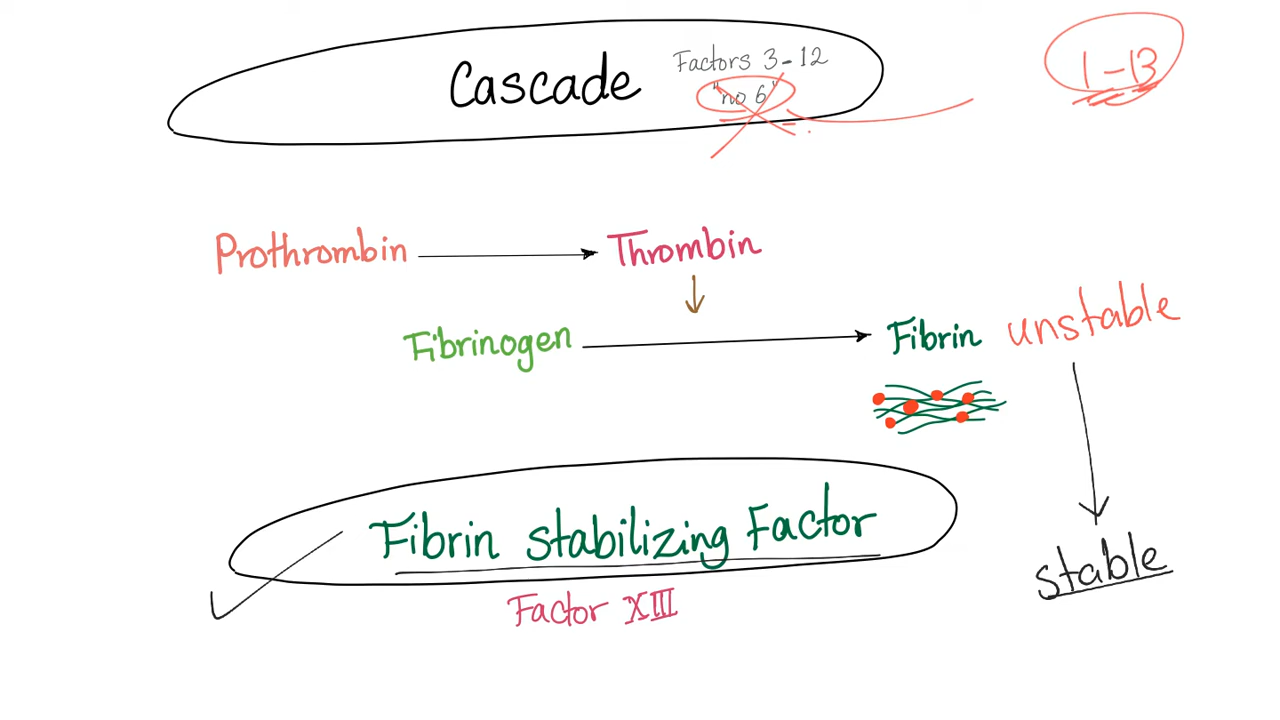 Cascade
Factors 3-12
"no 6"
1-13
Prothrombin
Thrombin
Fibrinogen
Fibrin unstable
Fibrin stabilizing Factor
stable
Factor XIII